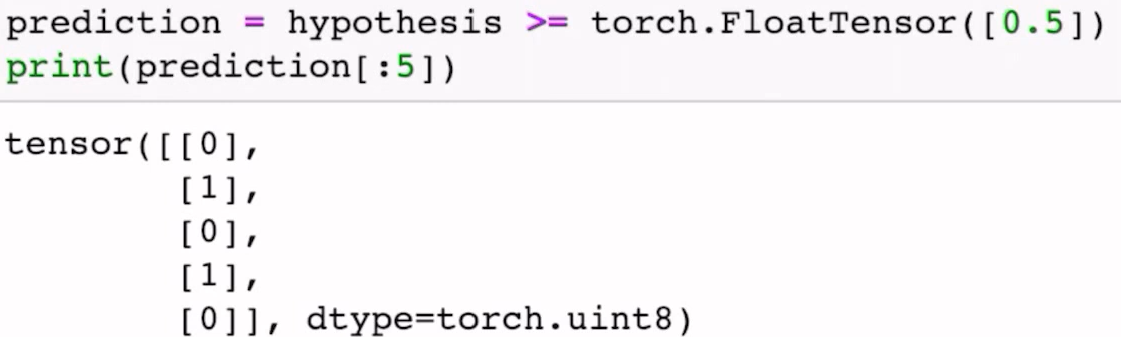 prediction = hypothesis >= torch.FloatTensor([0.5])
print(prediction[:5])
tensor([[0],
        [1],
        [0],
        [1],
        [0]], dtype=torch.uint8)